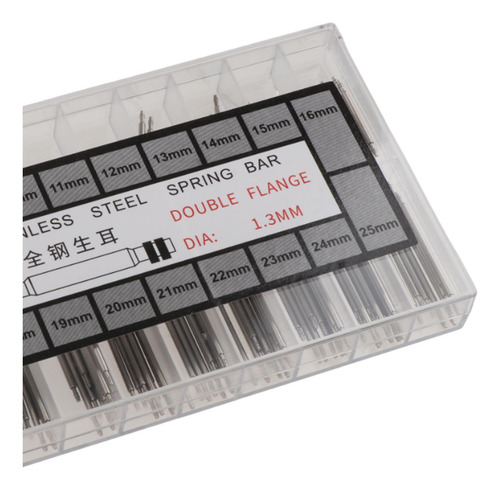 11mm 12mm 13mm 14mm 15mm 16mm
NLESS STEEL SPRING BAR
全钢生耳 DOUBLE FLANGE
DIA: 1.3MM
19mm 20mm 21mm 22mm 23mm 24mm 25mm